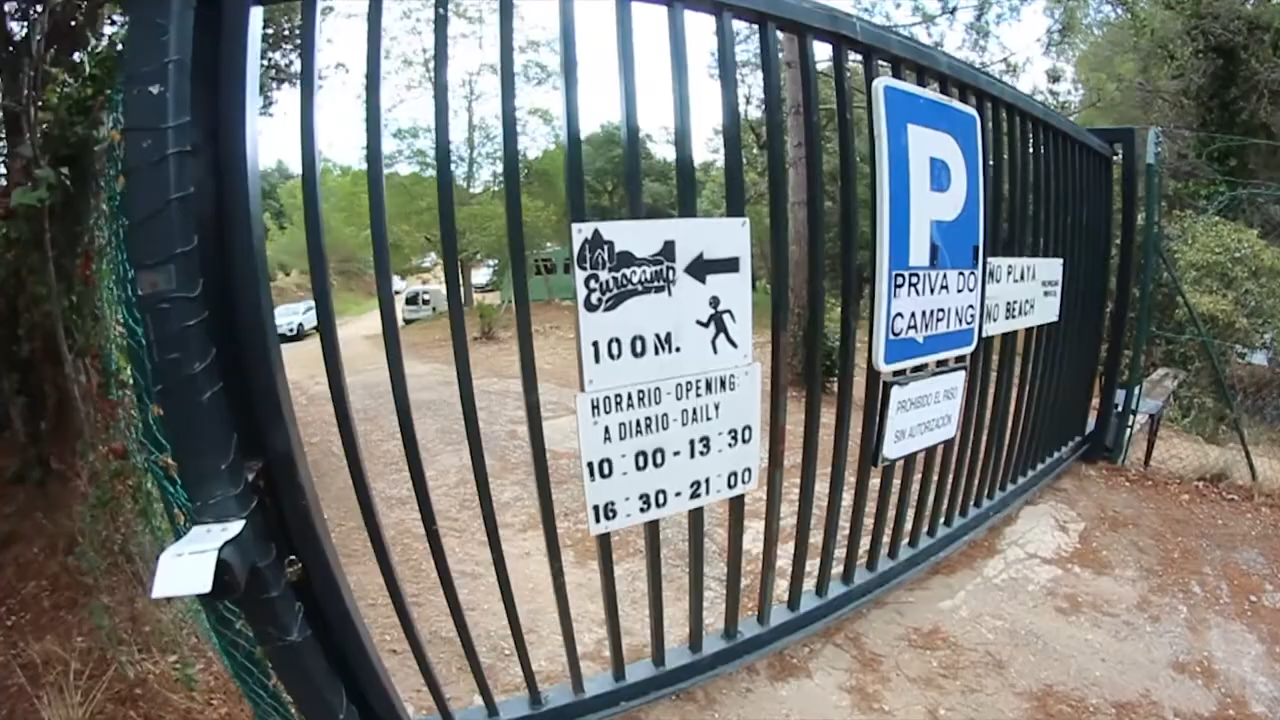 Eurocamp
100M.
HORARIO-OPENING:
A DIARIO-DAILY
10:00-13:30
16:30-21:00
P
PRIVADO
CAMPING
PROHIBIDO EL PASO
SIN AUTORIZACIÓN
NO PLAYA
NO BEACH